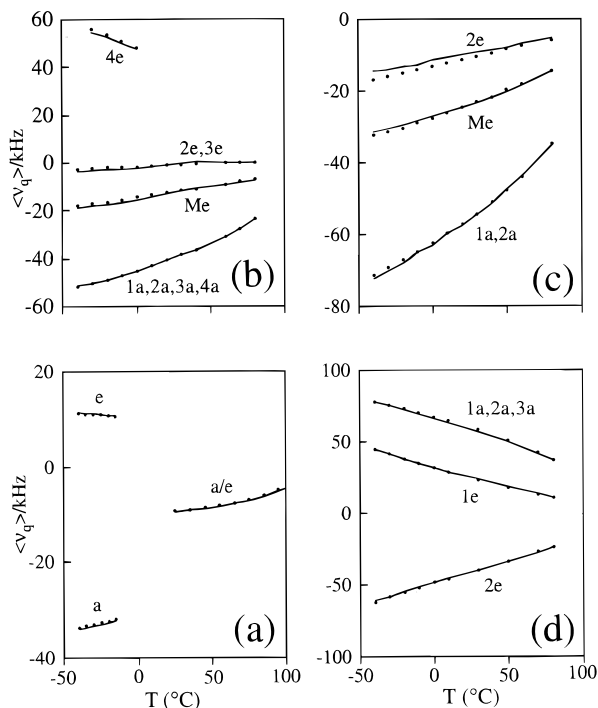 60
40
20
0
-20
-40
-60
<νq>/kHz
4e
2e,3e
Me
1a,2a,3a,4a
(b)
0
-20
-40
-60
-80
2e
Me
1a,2a
(c)
20
0
-20
-40
<νq>/kHz
e
a/e
a
(a)
-50
0
50
100
T (°C)
100
50
0
-50
-100
1a,2a,3a
1e
2e
(d)
-50
0
50
100
T (°C)